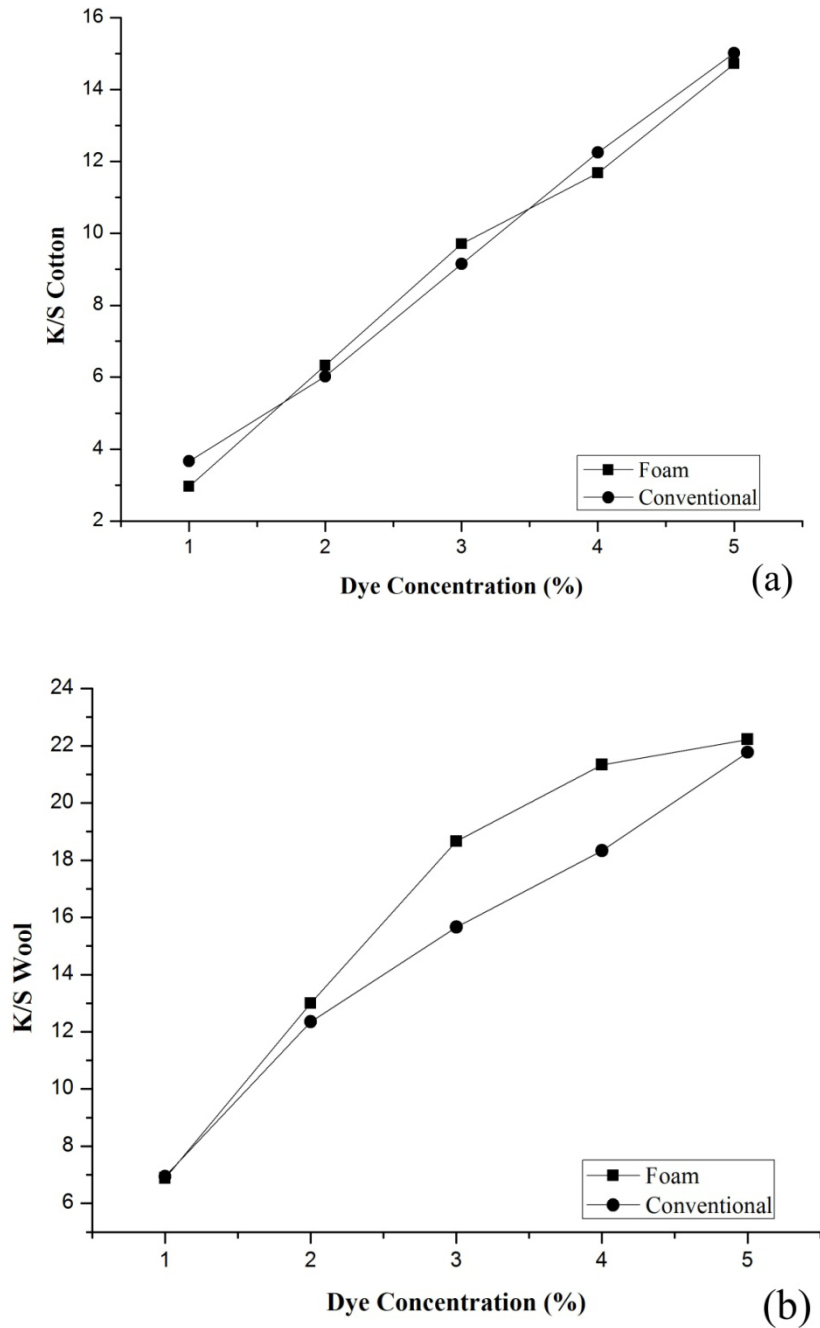 16
14
12
10
8
6
4
2
K/S Cotton
Foam
Conventional
1 2 3 4 5
Dye Concentration (%)
(a)
24
22
20
18
16
14
12
10
8
6
K/S Wool
Foam
Conventional
1 2 3 4 5
Dye Concentration (%)
(b)